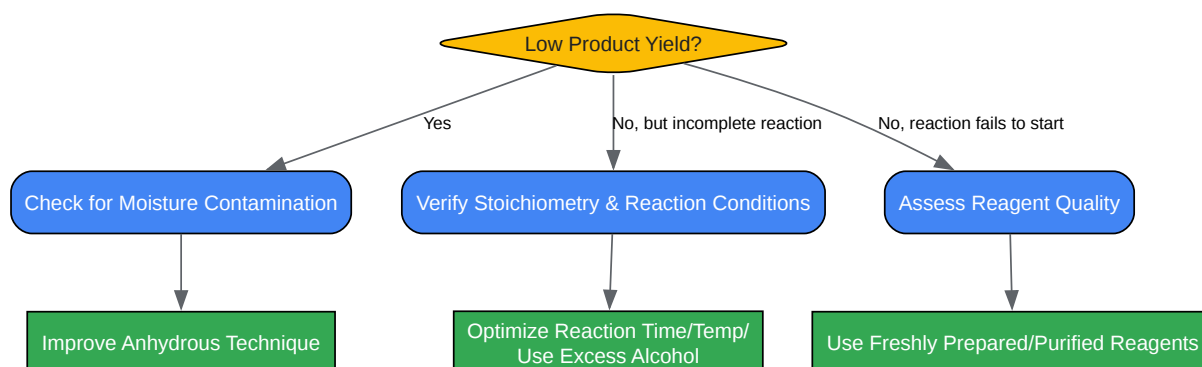 Low Product Yield?
Yes
No, but incomplete reaction
No, reaction fails to start
Check for Moisture Contamination
Verify Stoichiometry & Reaction Conditions
Assess Reagent Quality
Improve Anhydrous Technique
Optimize Reaction Time/Temp/
Use Excess Alcohol
Use Freshly Prepared/Purified Reagents